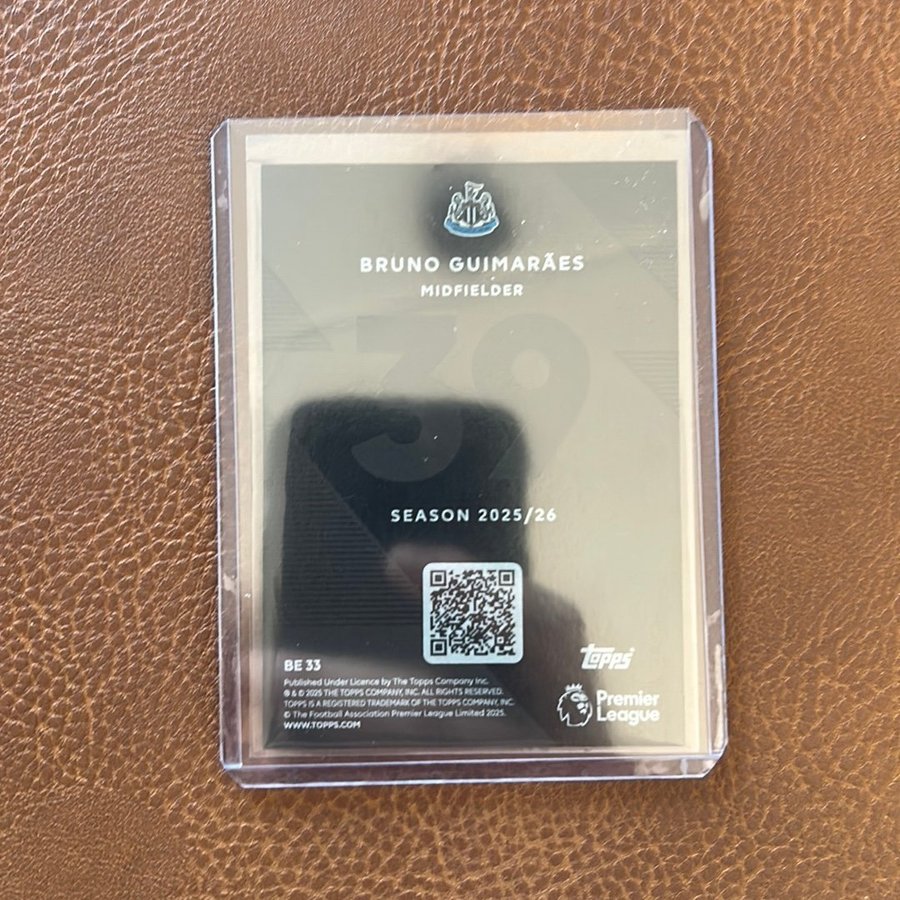 BRUNO GUIMARÃES
MIDFIELDER
39
SEASON 2025/26
BE 33
Published Under Licence by The Topps Company Inc.
® & © 2025 THE TOPPS COMPANY, INC. ALL RIGHTS RESERVED.
TOPPS IS A REGISTERED TRADEMARK OF THE TOPPS COMPANY, INC.
© The Football Association Premier League Limited 2025.
WWW.TOPPS.COM
Topps
Premier
League